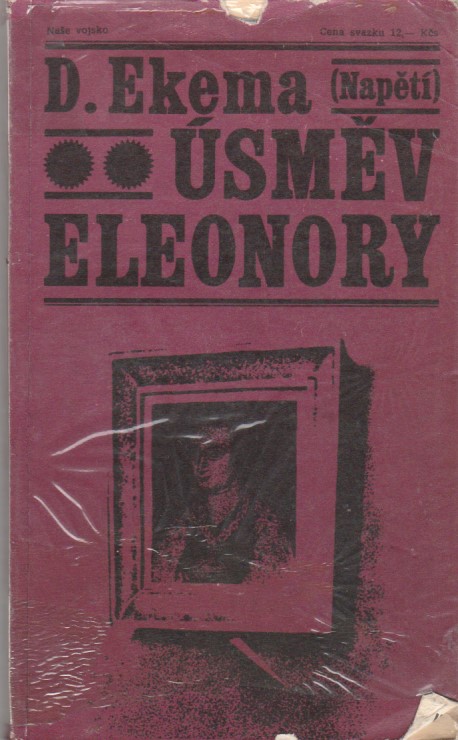 Naše vojsko Cena svazku 12,— Kčs
D. Ekema (Napětí)
ÚSMĚV
ELEONORY